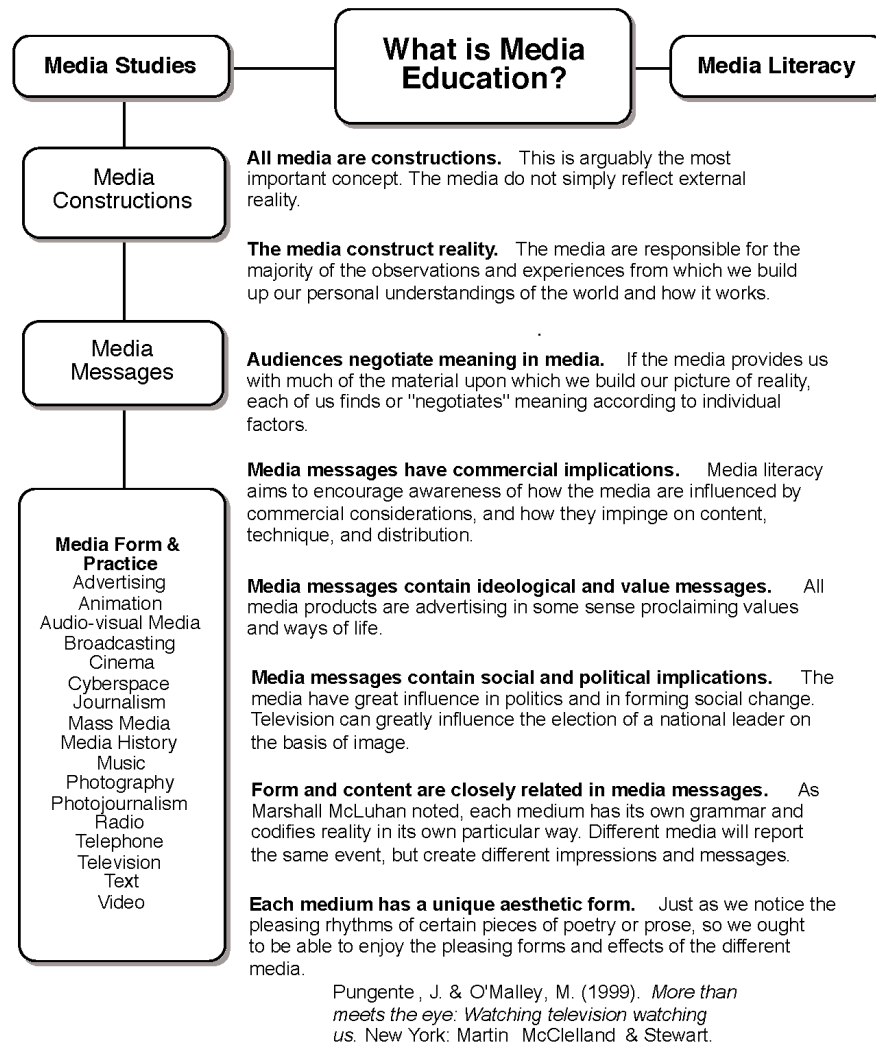 What is Media
Education?
Media Studies
Media Literacy
Media
Constructions
Media
Messages
Media Form &
Practice
Advertising
Animation
Audio-visual Media
Broadcasting
Cinema
Cyberspace
Journalism
Mass Media
Media History
Music
Photography
Photojournalism
Radio
Telephone
Television
Text
Video
All media are constructions. This is arguably the most
important concept. The media do not simply reflect external
reality.
The media construct reality. The media are responsible for the
majority of the observations and experiences from which we build
up our personal understandings of the world and how it works.
.
Audiences negotiate meaning in media. If the media provides us
with much of the material upon which we build our picture of reality,
each of us finds or "negotiates" meaning according to individual
factors.
Media messages have commercial implications. Media literacy
aims to encourage awareness of how the media are influenced by
commercial considerations, and how they impinge on content,
technique, and distribution.
Media messages contain ideological and value messages. All
media products are advertising in some sense proclaiming values
and ways of life.
Media messages contain social and political implications. The
media have great influence in politics and in forming social change.
Television can greatly influence the election of a national leader on
the basis of image.
Form and content are closely related in media messages. As
Marshall McLuhan noted, each medium has its own grammar and
codifies reality in its own particular way. Different media will report
the same event, but create different impressions and messages.
Each medium has a unique aesthetic form. Just as we notice the
pleasing rhythms of certain pieces of poetry or prose, so we ought
to be able to enjoy the pleasing forms and effects of the different
media.
Pungente, J. & O'Malley, M. (1999). More than
meets the eye: Watching television watching
us. New York: Martin McClelland & Stewart.